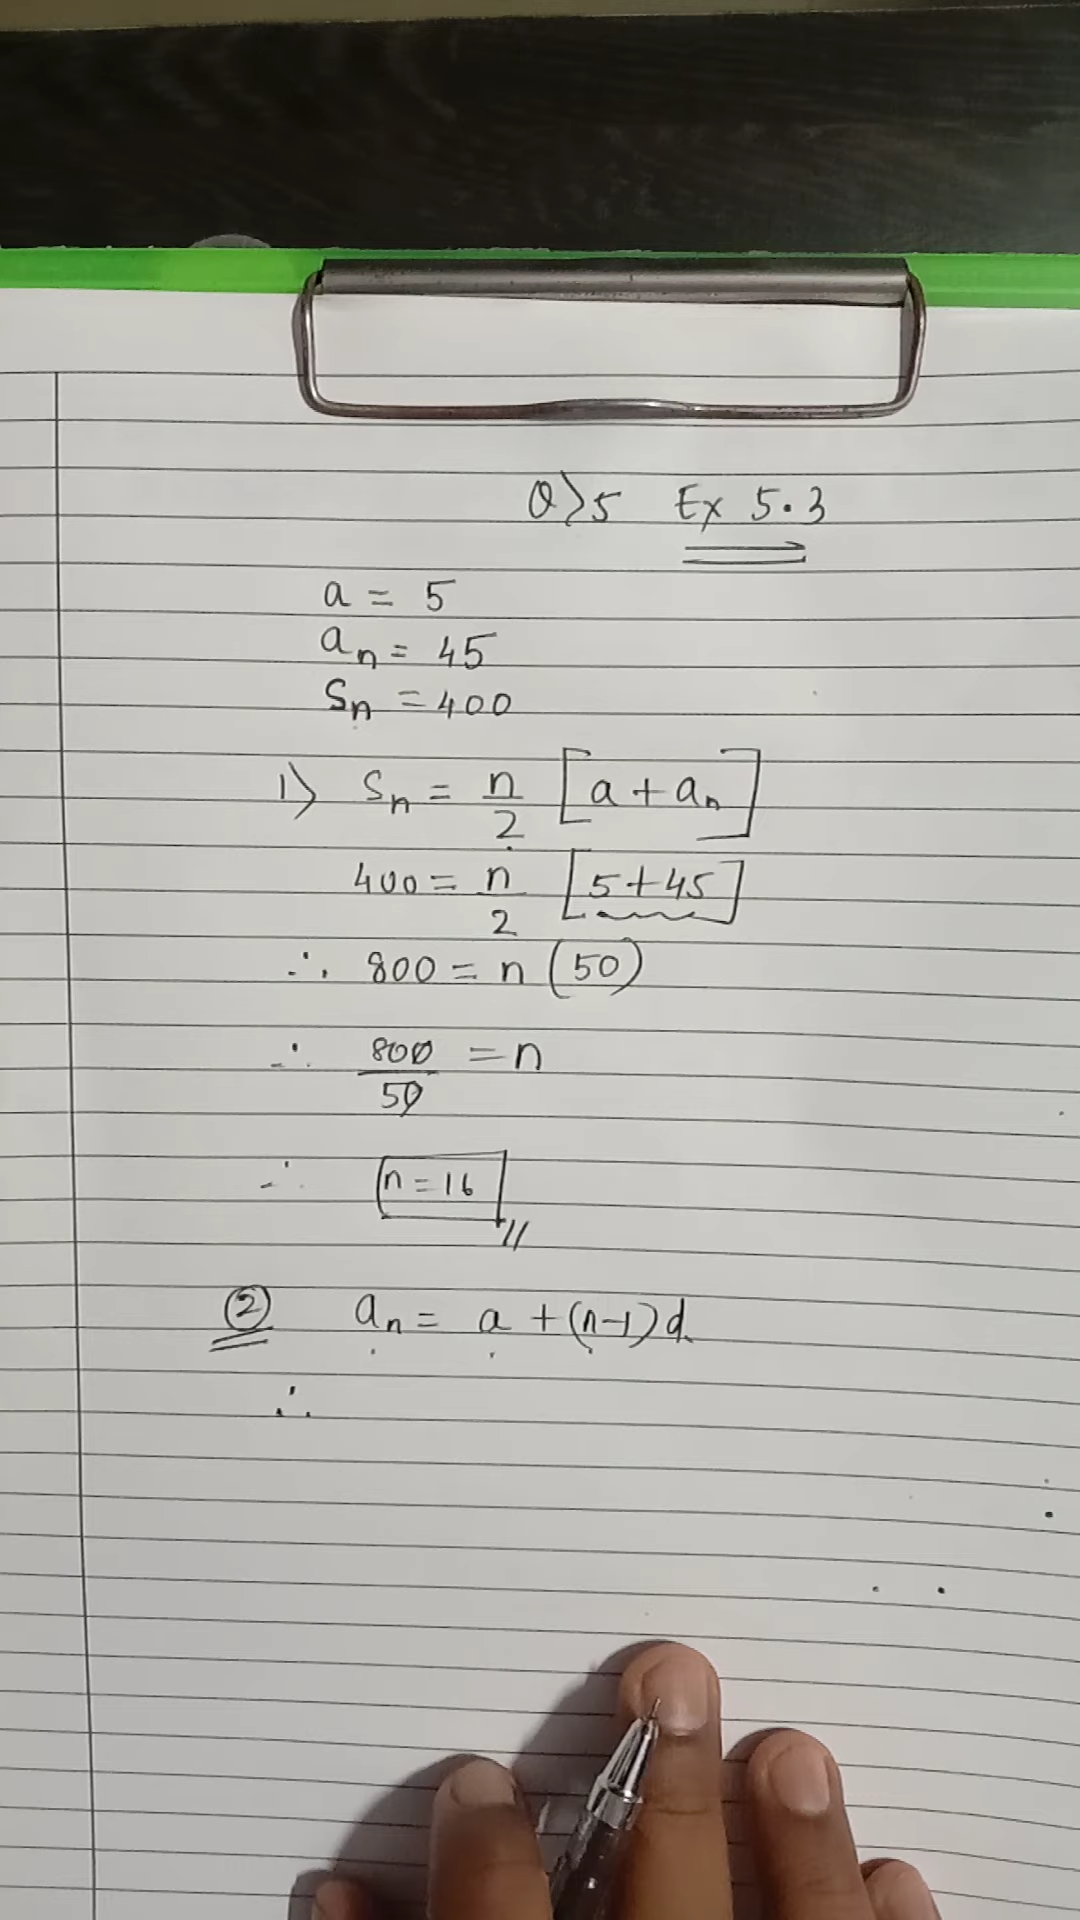 Q>5 Ex 5.3
a = 5
an = 45
Sn = 400
1) Sn = n/2 [a + an]
400 = n/2 [5+45]
∴ 800 = n (50)
∴ 800/50 = n
∴ n = 16 //
② an = a + (n-1)d
∴